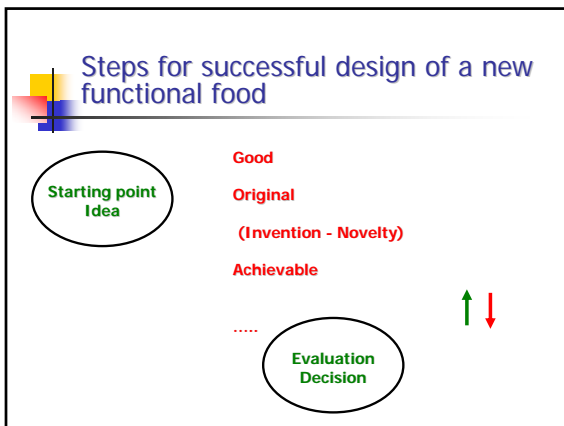 Steps for successful design of a new
functional food
Starting point
Idea
Good
Original
(Invention - Novelty)
Achievable
.....
Evaluation
Decision